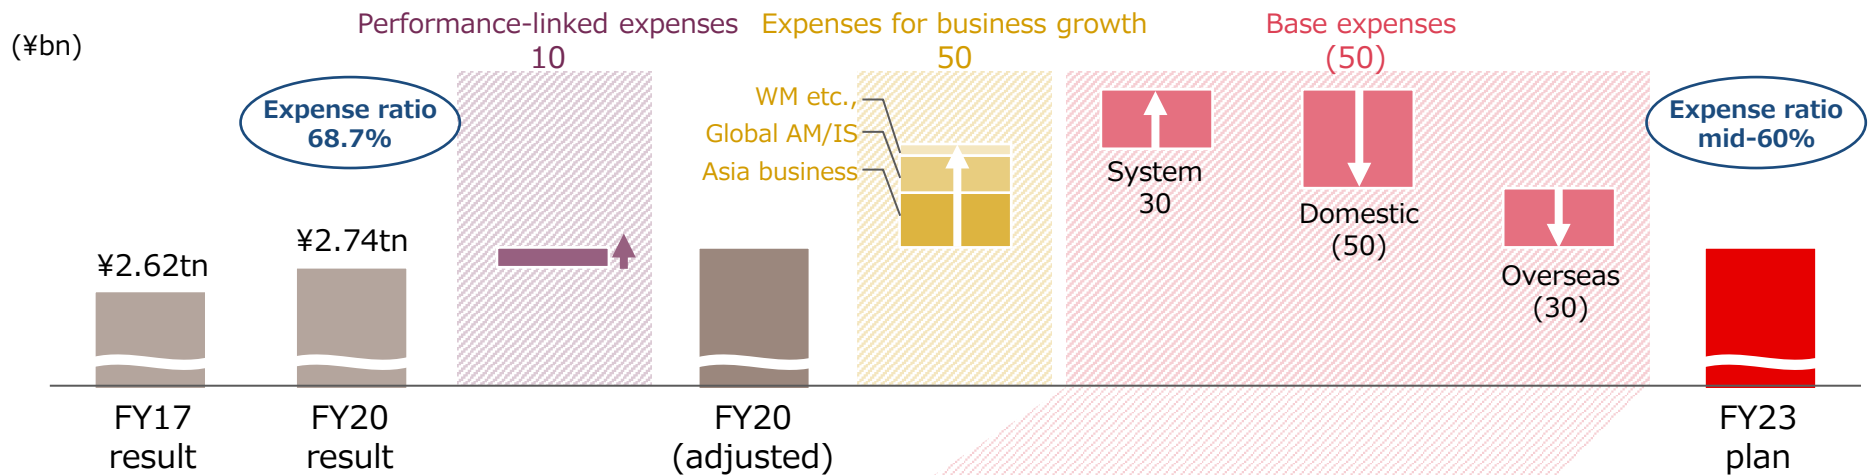 (¥bn)
Performance-linked expenses
10
Expenses for business growth
50
Base expenses
(50)
Expense ratio
68.7%
WM etc.,
Global AM/IS
Asia business
System
30
Domestic
(50)
Overseas
(30)
Expense ratio
mid-60%
¥2.62tn
¥2.74tn
FY17
result
FY20
result
FY20
(adjusted)
FY23
plan